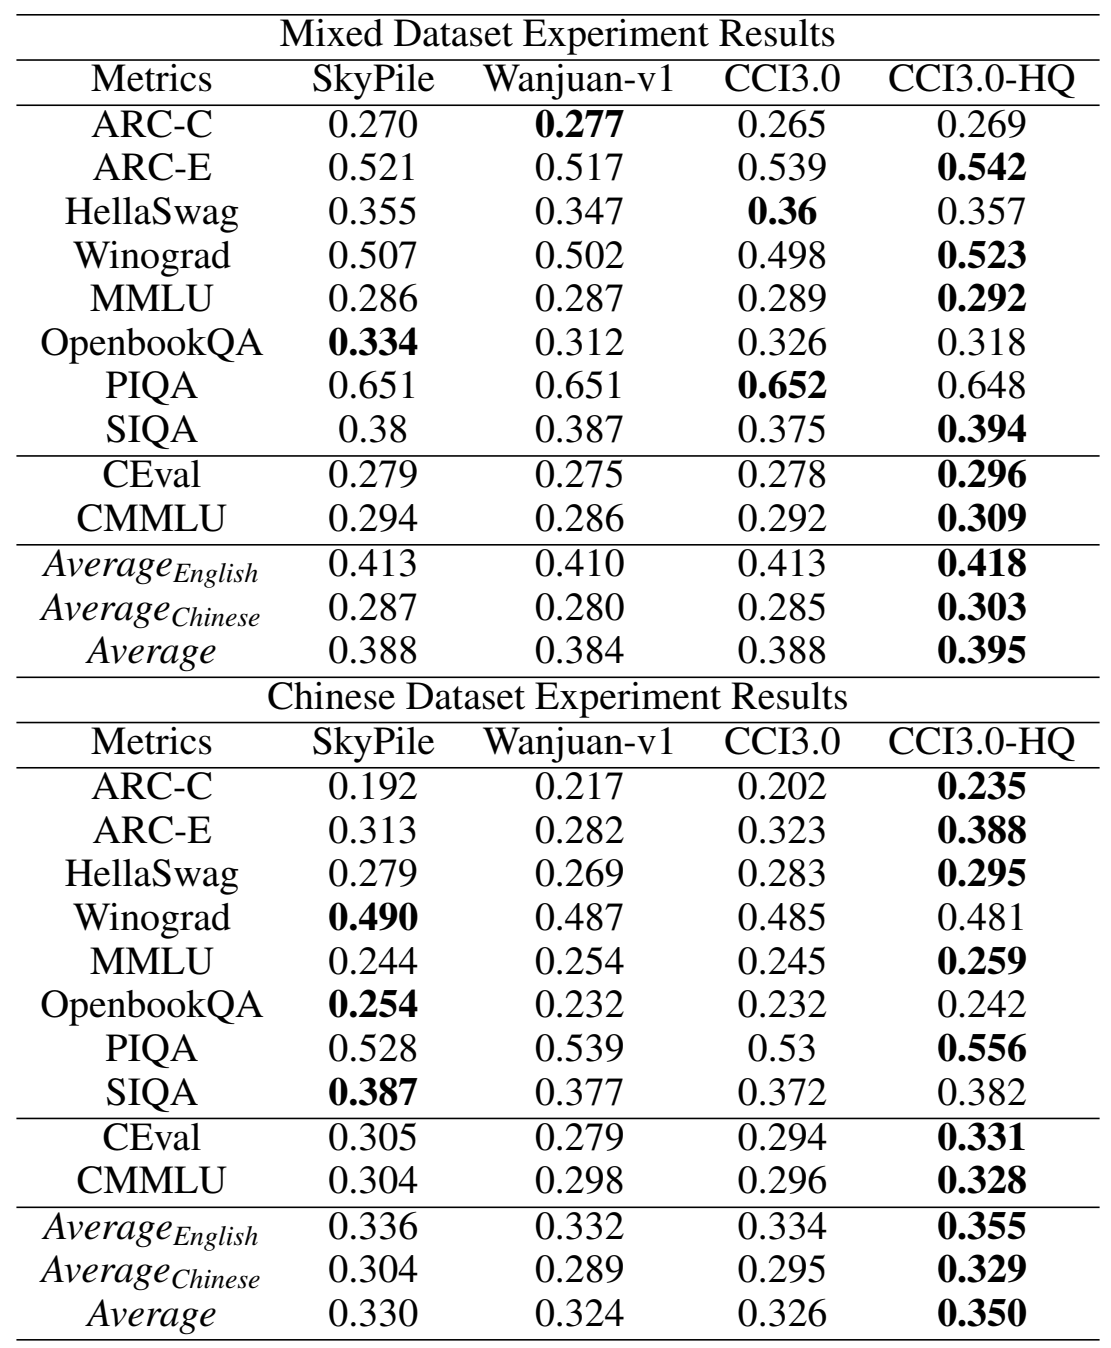 Mixed Dataset Experiment Results
Metrics SkyPile Wanjuan-v1 CCI3.0 CCI3.0-HQ
ARC-C 0.270 0.277 0.265 0.269
ARC-E 0.521 0.517 0.539 0.542
HellaSwag 0.355 0.347 0.36 0.357
Winograd 0.507 0.502 0.498 0.523
MMLU 0.286 0.287 0.289 0.292
OpenbookQA 0.334 0.312 0.326 0.318
PIQA 0.651 0.651 0.652 0.648
SIQA 0.38 0.387 0.375 0.394
CEval 0.279 0.275 0.278 0.296
CMMLU 0.294 0.286 0.292 0.309
Average English 0.413 0.410 0.413 0.418
Average Chinese 0.287 0.280 0.285 0.303
Average 0.388 0.384 0.388 0.395
Chinese Dataset Experiment Results
Metrics SkyPile Wanjuan-v1 CCI3.0 CCI3.0-HQ
ARC-C 0.192 0.217 0.202 0.235
ARC-E 0.313 0.282 0.323 0.388
HellaSwag 0.279 0.269 0.283 0.295
Winograd 0.490 0.487 0.485 0.481
MMLU 0.244 0.254 0.245 0.259
OpenbookQA 0.254 0.232 0.232 0.242
PIQA 0.528 0.539 0.53 0.556
SIQA 0.387 0.377 0.372 0.382
CEval 0.305 0.279 0.294 0.331
CMMLU 0.304 0.298 0.296 0.328
Average English 0.336 0.332 0.334 0.355
Average Chinese 0.304 0.289 0.295 0.329
Average 0.330 0.324 0.326 0.350